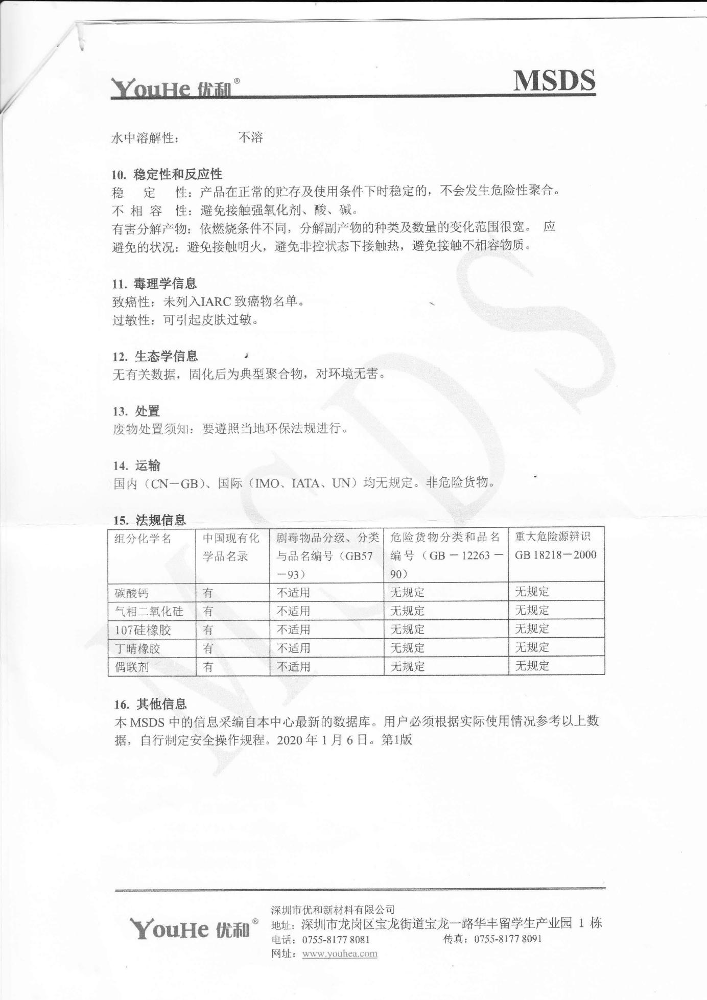 YouHe 优和®
MSDS
水中溶解性： 不溶
10. 稳定性和反应性
稳 定 性：产品在正常的贮存及使用条件下时稳定的，不会发生危险性聚合。
不 相 容 性：避免接触强氧化剂、酸、碱。
有害分解产物：依燃烧条件不同，分解副产物的种类及数量的变化范围很宽。 应
避免的状况：避免接触明火，避免非控状态下接触热，避免接触不相容物质。
11. 毒理学信息
致癌性：未列入IARC 致癌物名单。
过敏性：可引起皮肤过敏。
12. 生态学信息
无有关数据，固化后为典型聚合物，对环境无害。
13. 处置
废物处置须知：要遵照当地环保法规进行。
14. 运输
国内（CN－GB）、国际（IMO、IATA、UN）均无规定。非危险货物。
15. 法规信息
组分化学名 中国现有化 剧毒物品分级、分类 危险货物分类和品名 重大危险源辨识
学品名录 与品名编号（GB57 编号（GB－12263－ GB 18218－2000
－93） 90）
碳酸钙 有 不适用 无规定 无规定
气相二氧化硅 有 不适用 无规定 无规定
107硅橡胶 有 不适用 无规定 无规定
丁晴橡胶 有 不适用 无规定 无规定
偶联剂 有 不适用 无规定 无规定
16. 其他信息
本 MSDS 中的信息采编自本中心最新的数据库。用户必须根据实际使用情况参考以上数
据，自行制定安全操作规程。2020 年 1 月 6 日。第1版
MSDS
YouHe 优和®
深圳市优和新材料有限公司
地址：深圳市龙岗区宝龙街道宝龙一路华丰留学生产业园 1 栋
电话：0755-8177 8081 传真：0755-8177 8091
网址：www.youhea.com